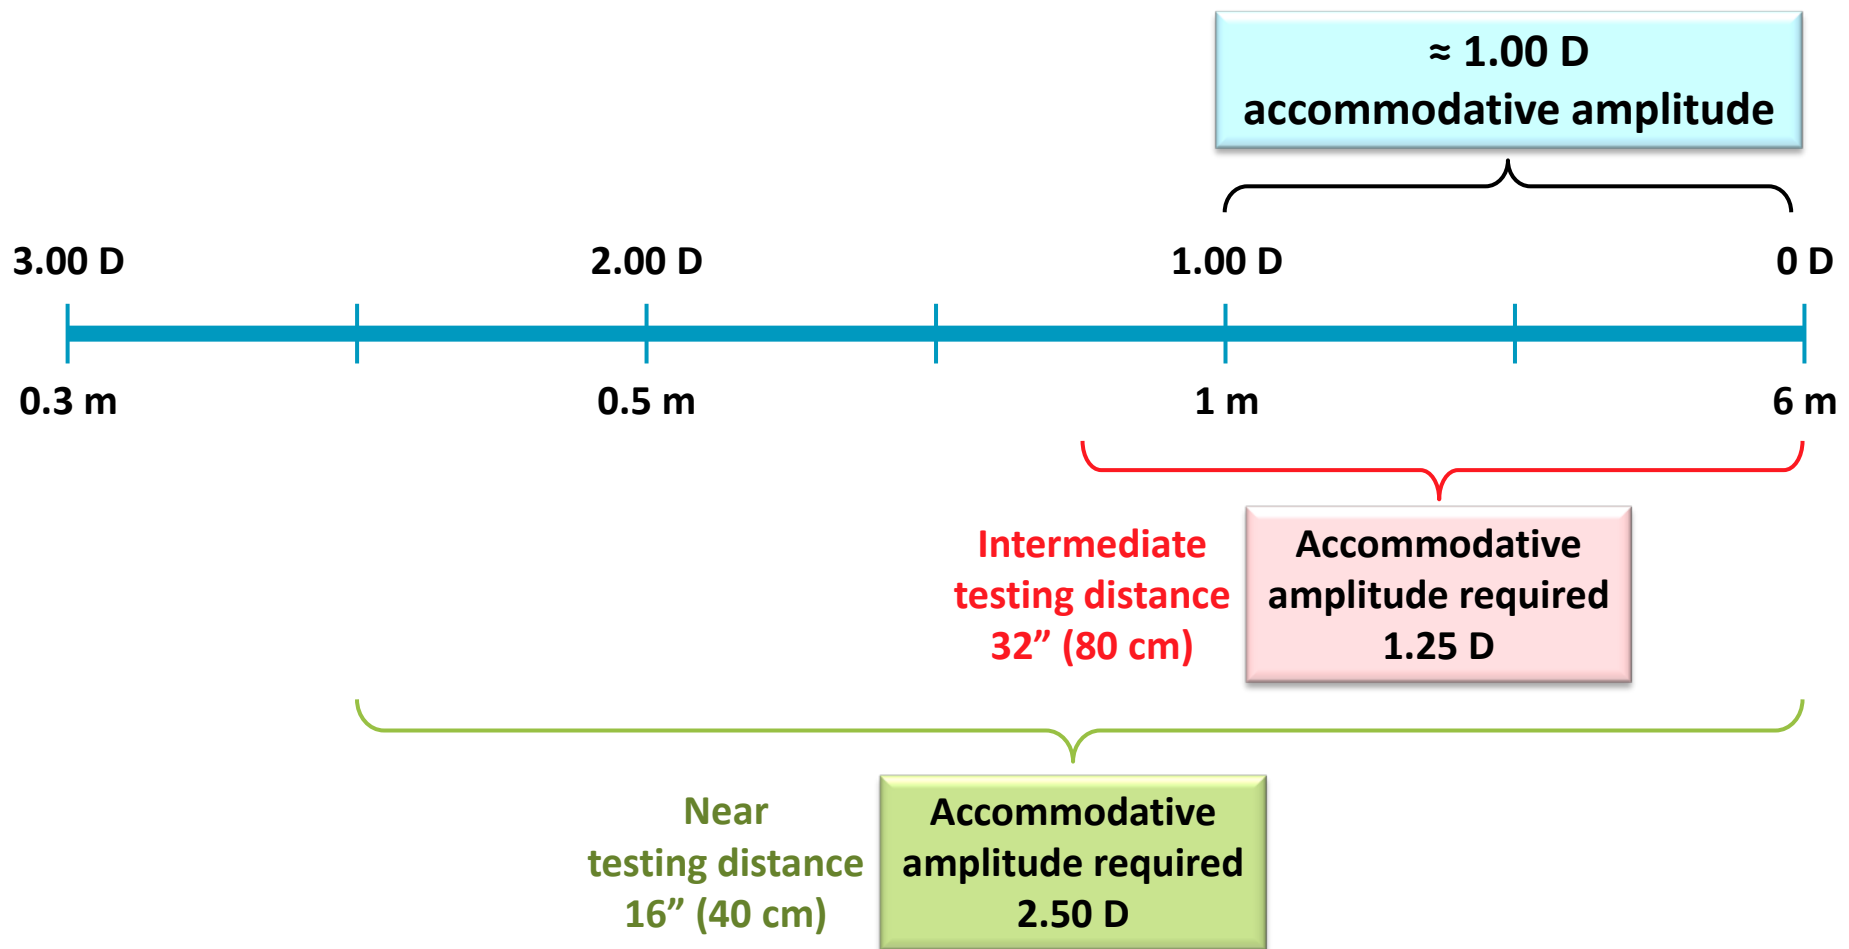 ≈ 1.00 D
accommodative amplitude
3.00 D
2.00 D
1.00 D
0 D
0.3 m
0.5 m
1 m
6 m
Intermediate
testing distance
32” (80 cm)
Accommodative
amplitude required
1.25 D
Near
testing distance
16” (40 cm)
Accommodative
amplitude required
2.50 D